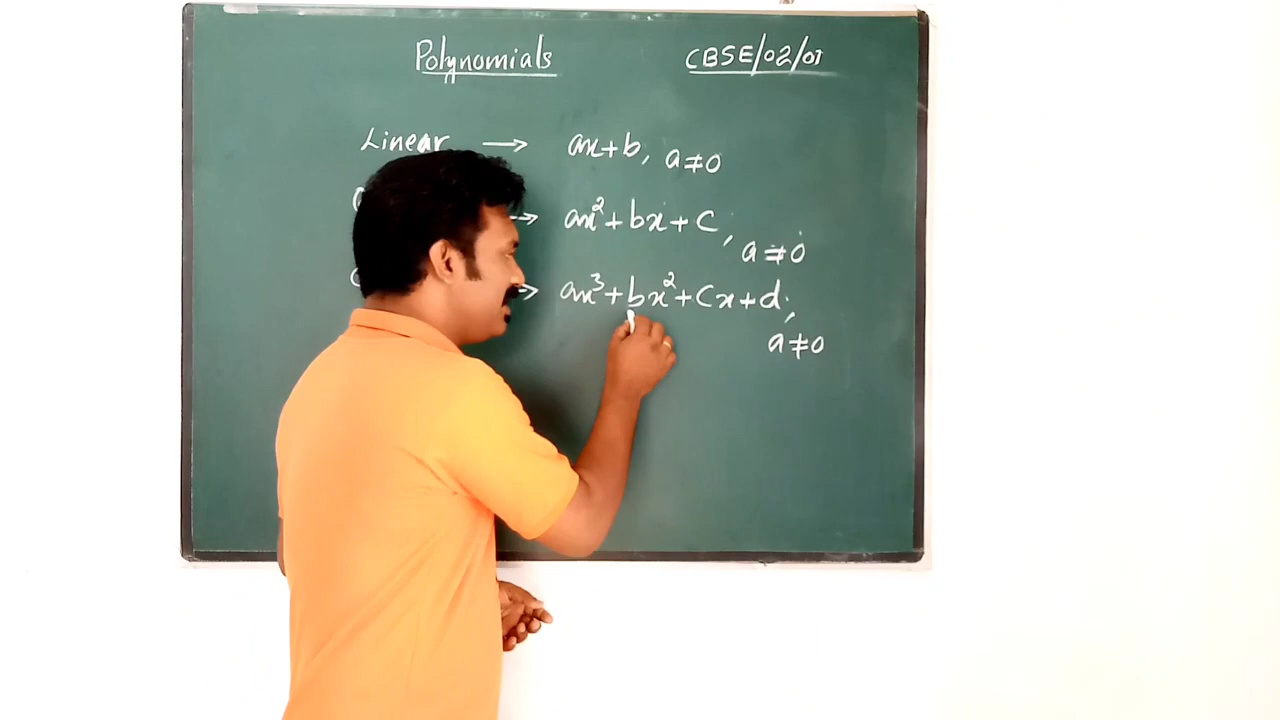 Polynomials CBSE/02/01
Linear → ax+b, a≠0
→ ax²+bx+c, a≠0
→ ax³+bx²+cx+d, a≠0